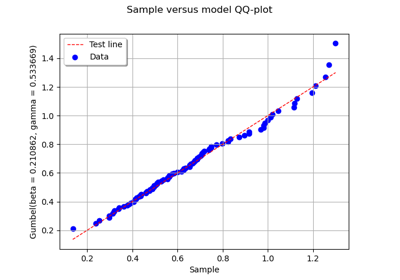 Sample versus model QQ-plot
Test line
Data
Gumbel(beta = 0.210862, gamma = 0.533669)
1.4
1.2
1.0
0.8
0.6
0.4
0.2
0.2 0.4 0.6 0.8 1.0 1.2
Sample